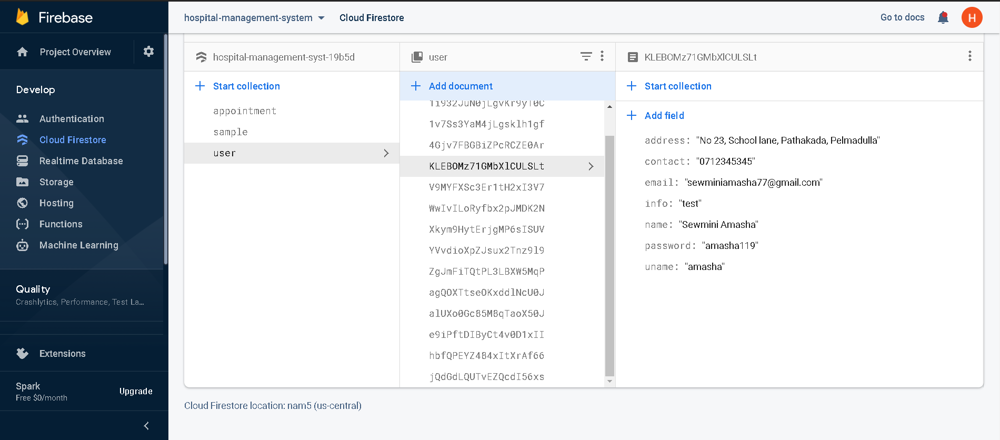 Firebase
hospital-management-system
Cloud Firestore
Go to docs
H
Project Overview
Develop
Authentication
Cloud Firestore
Realtime Database
Storage
Hosting
Functions
Machine Learning
Quality
Crashlytics, Performance, Test La...
Extensions
Spark
Free $0/month
Upgrade
hospital-management-syst-19b5d
Start collection
appointment
sample
user
user
Add document
1v7Ss3YaM4jLgsklh1gf
4Gjv7FBGBiZPcRCZE0Ar
KLEBOMz71GMbXlCULSLt
V9MYFXSc3Er1tH2xI3V7
WwIvILoRyfbx2pJMDK2N
Xkym9HytErjgMP6sISUV
YVvdioXpZJsux2Tnz9l9
ZgJmFiTQtPL3LBXW5MqP
agQOXTtseOKxddlNcU0J
alUXo0Gc85M8qTaoX50J
e9iPftDIByCt4v0D1xII
hbfQPEYZ484xItXrAf66
jQdGdLQUTvEZQcdI56xs
KLEBOMz71GMbXlCULSLt
Start collection
Add field
address: "No 23, School lane, Pathakada, Pelmadulla"
contact: "0712345345"
email: "sewminiamasha77@gmail.com"
info: "test"
name: "Sewmini Amasha"
password: "amasha119"
uname: "amasha"
Cloud Firestore location: nam5 (us-central)